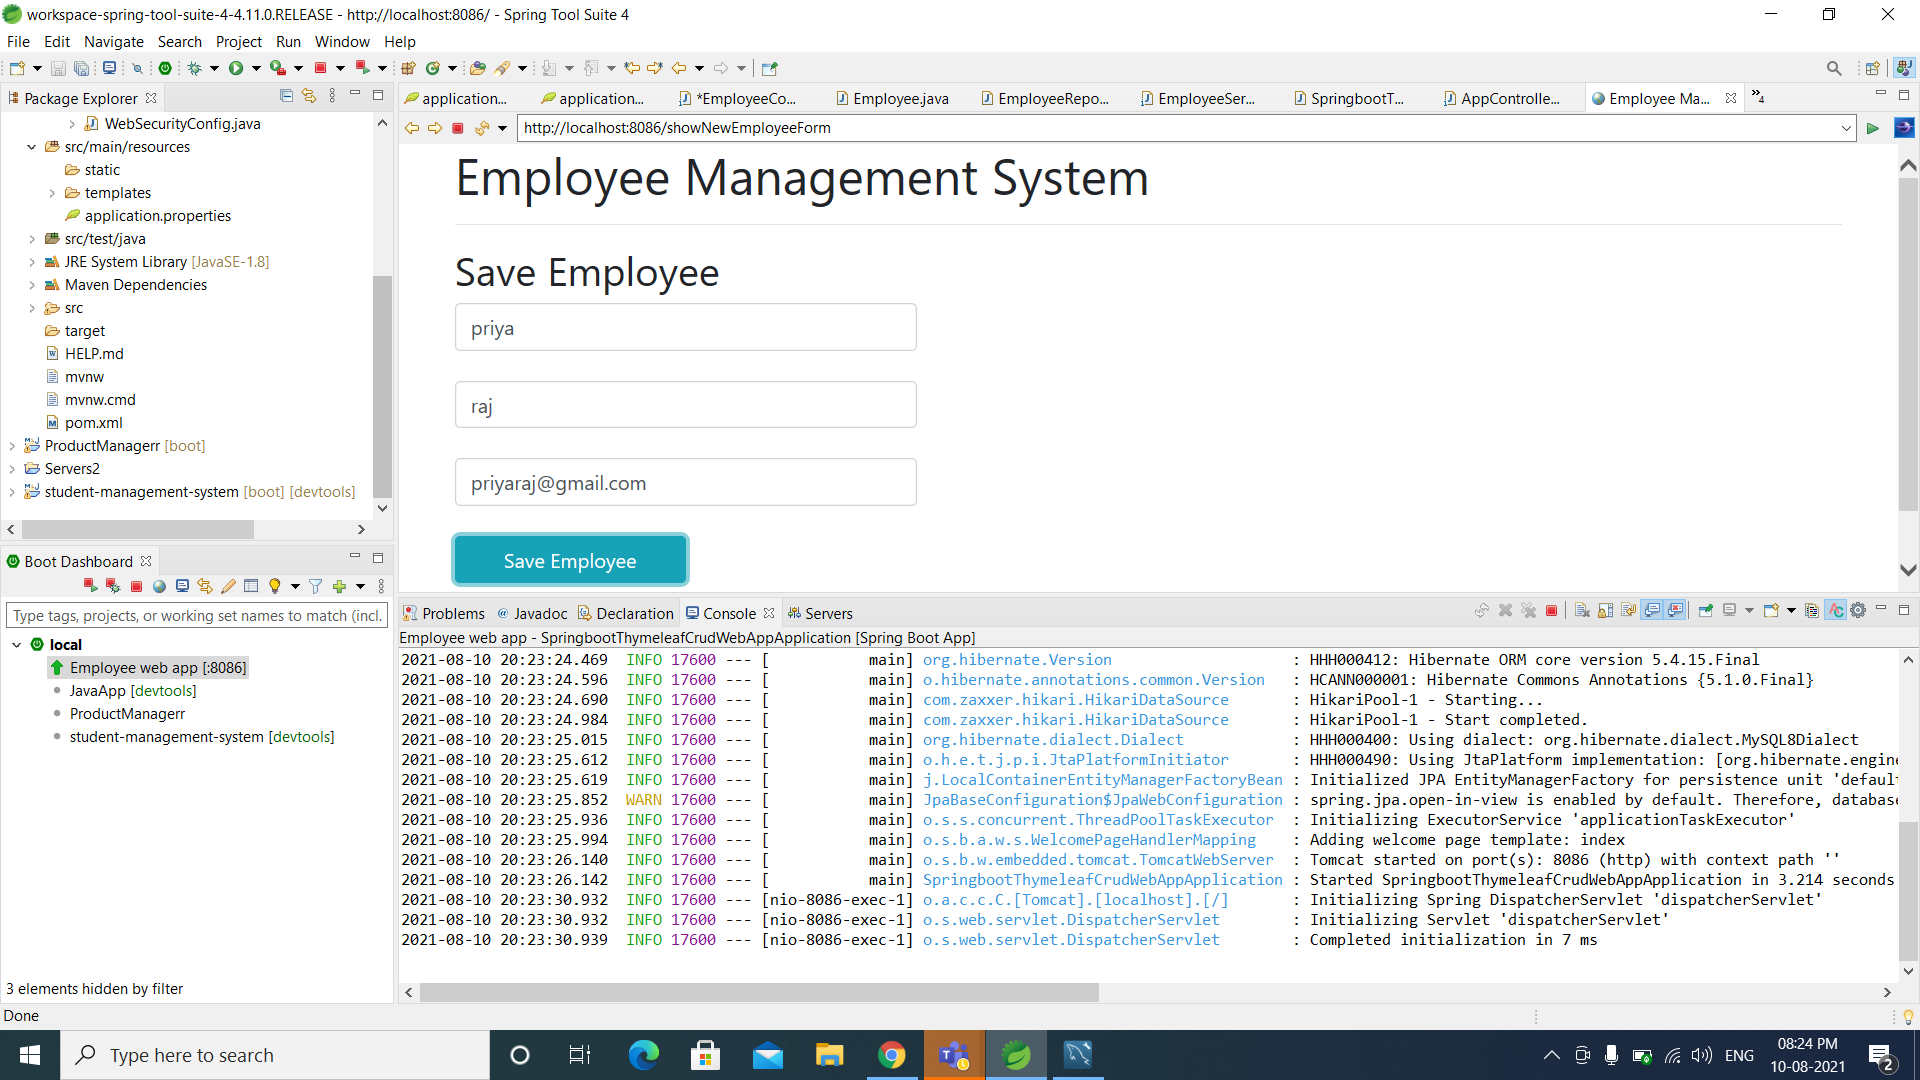 workspace-spring-tool-suite-4-4.11.0.RELEASE - http://localhost:8086/ - Spring Tool Suite 4
File Edit Navigate Search Project Run Window Help
Package Explorer
application... application... *EmployeeCo... Employee.java EmployeeRepo... EmployeeSer... SpringbootT... AppControlle... Employee Ma... 4
WebSecurityConfig.java
src/main/resources
static
templates
application.properties
src/test/java
JRE System Library [JavaSE-1.8]
Maven Dependencies
src
target
HELP.md
mvnw
mvnw.cmd
pom.xml
ProductManagerr [boot]
Servers2
student-management-system [boot] [devtools]
http://localhost:8086/showNewEmployeeForm
Employee Management System
Save Employee
priya
raj
priyaraj@gmail.com
Save Employee
Boot Dashboard
Type tags, projects, or working set names to match (incl.
local
Employee web app [:8086]
JavaApp [devtools]
ProductManagerr
student-management-system [devtools]
3 elements hidden by filter
Problems @ Javadoc Declaration Console Servers
Employee web app - SpringbootThymeleafCrudWebAppApplication [Spring Boot App]
2021-08-10 20:23:24.469 INFO 17600 --- [ main] org.hibernate.Version : HHH000412: Hibernate ORM core version 5.4.15.Final
2021-08-10 20:23:24.596 INFO 17600 --- [ main] o.hibernate.annotations.common.Version : HCANN000001: Hibernate Commons Annotations {5.1.0.Final}
2021-08-10 20:23:24.690 INFO 17600 --- [ main] com.zaxxer.hikari.HikariDataSource : HikariPool-1 - Starting...
2021-08-10 20:23:24.984 INFO 17600 --- [ main] com.zaxxer.hikari.HikariDataSource : HikariPool-1 - Start completed.
2021-08-10 20:23:25.015 INFO 17600 --- [ main] org.hibernate.dialect.Dialect : HHH000400: Using dialect: org.hibernate.dialect.MySQL8Dialect
2021-08-10 20:23:25.612 INFO 17600 --- [ main] o.h.e.t.j.p.i.JtaPlatformInitiator : HHH000490: Using JtaPlatform implementation: [org.hibernate.engine
2021-08-10 20:23:25.619 INFO 17600 --- [ main] j.LocalContainerEntityManagerFactoryBean : Initialized JPA EntityManagerFactory for persistence unit 'default
2021-08-10 20:23:25.852 WARN 17600 --- [ main] JpaBaseConfiguration$JpaWebConfiguration : spring.jpa.open-in-view is enabled by default. Therefore, database
2021-08-10 20:23:25.936 INFO 17600 --- [ main] o.s.s.concurrent.ThreadPoolTaskExecutor : Initializing ExecutorService 'applicationTaskExecutor'
2021-08-10 20:23:25.994 INFO 17600 --- [ main] o.s.b.a.w.s.WelcomePageHandlerMapping : Adding welcome page template: index
2021-08-10 20:23:26.140 INFO 17600 --- [ main] o.s.b.w.embedded.tomcat.TomcatWebServer : Tomcat started on port(s): 8086 (http) with context path ''
2021-08-10 20:23:26.142 INFO 17600 --- [ main] SpringbootThymeleafCrudWebAppApplication : Started SpringbootThymeleafCrudWebAppApplication in 3.214 seconds
2021-08-10 20:23:30.932 INFO 17600 --- [nio-8086-exec-1] o.a.c.c.C.[Tomcat].[localhost].[/] : Initializing Spring DispatcherServlet 'dispatcherServlet'
2021-08-10 20:23:30.932 INFO 17600 --- [nio-8086-exec-1] o.s.web.servlet.DispatcherServlet : Initializing Servlet 'dispatcherServlet'
2021-08-10 20:23:30.939 INFO 17600 --- [nio-8086-exec-1] o.s.web.servlet.DispatcherServlet : Completed initialization in 7 ms
Done
Type here to search
ENG
08:24 PM
10-08-2021
2